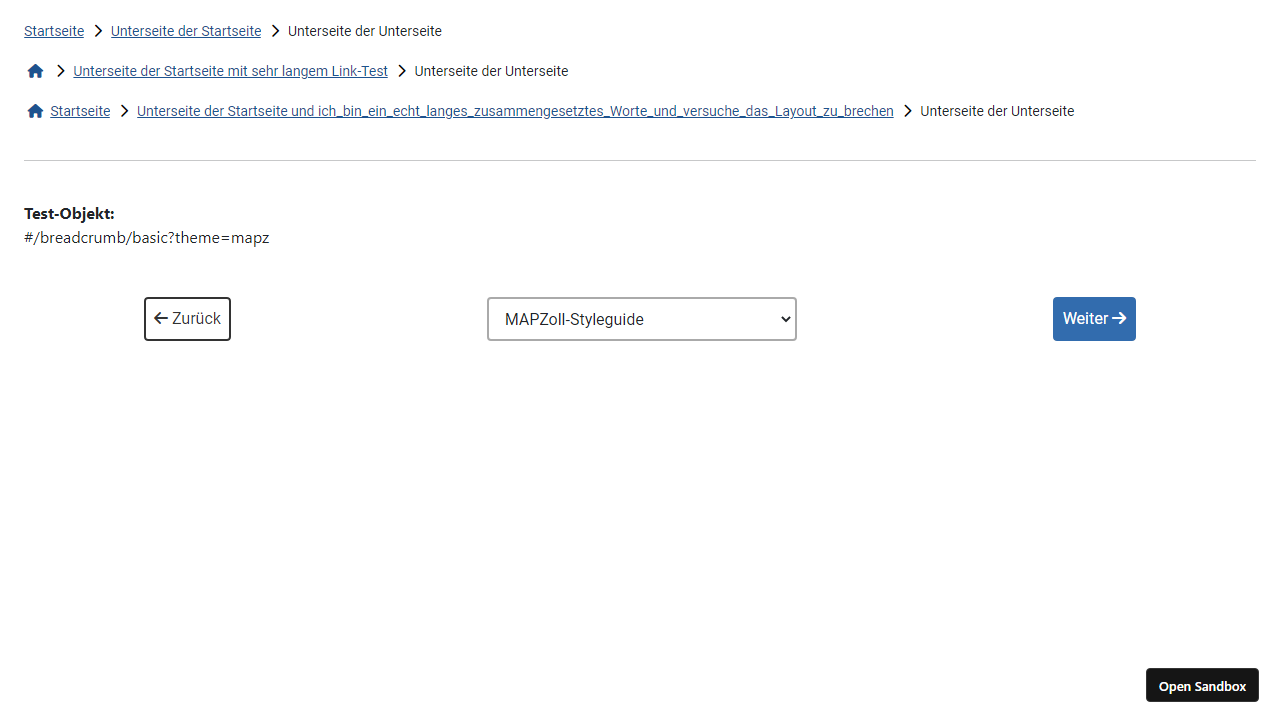 Startseite Unterseite der Startseite Unterseite der Unterseite
Unterseite der Startseite mit sehr langem Link-Test Unterseite der Unterseite
Startseite Unterseite der Startseite und ich_bin_ein_echt_langes_zusammengesetztes_Worte_und_versuche_das_Layout_zu_brechen Unterseite der Unterseite
Test-Objekt:
#/breadcrumb/basic?theme=mapz
Zurück MAPZoll-Styleguide Weiter
Open Sandbox